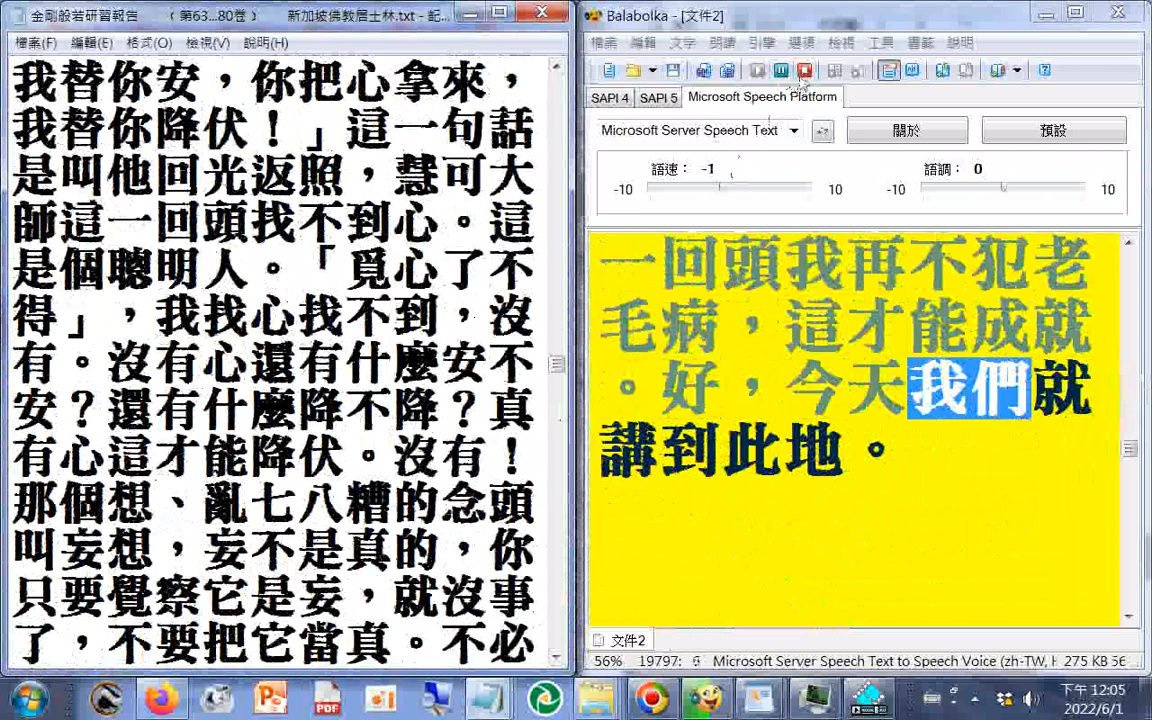 金剛般若研習報告 （第63...80卷） 新加坡佛教居士林.txt - 記...
檔案(F) 編輯(E) 格式(O) 檢視(V) 說明(H)
我替你安，你把心拿來，
我替你降伏！」這一句話
是叫他回光返照，慧可大
師這一回頭找不到心。這
是個聰明人。「覓心了不
得」，我找心找不到，沒
有。沒有心還有什麼安不
安？還有什麼降不降？真
有心這才能降伏。沒有！
那個想、亂七八糟的念頭
叫妄想，妄不是真的，你
只要覺察它是妄，就沒事
了，不要把它當真。不必
Balabolka - [文件2]
檔案 編輯 文字 朗讀 引擎 選項 檢視 工具 書籤 說明
SAPI 4 SAPI 5 Microsoft Speech Platform
Microsoft Server Speech Text 關於 預設
語速： -1 語調： 0
-10 10 -10 10
一回頭我再不犯老
毛病，這才能成就
。好，今天我們就
講到此地。
文件2
56% 19797: 6 Microsoft Server Speech Text to Speech Voice (zh-TW, H 275 KB 56
下午 12:05
2022/6/1